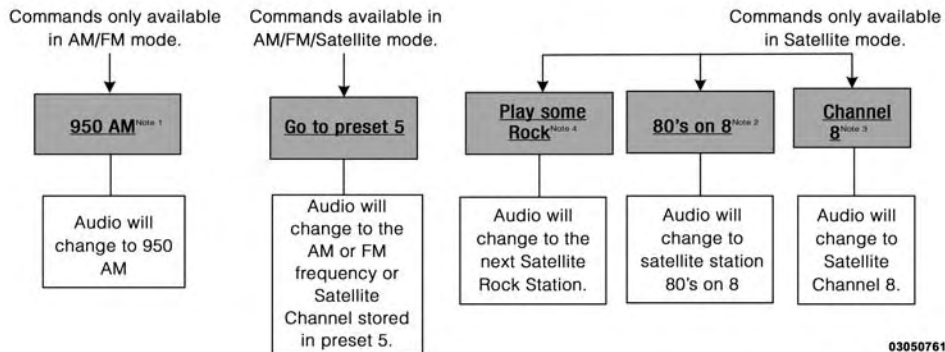 Commands only available
in AM/FM mode.
Commands available in
AM/FM/Satellite mode.
Commands only available
in Satellite mode.
950 AM Note 1
Go to preset 5
Play some
Rock Note 4
80's on 8 Note 2
Channel
8 Note 3
Audio will
change to 950
AM
Audio will
change to the
AM or FM
frequency or
Satellite
Channel stored
in preset 5.
Audio will
change to the
next Satellite
Rock Station.
Audio will
change to
satellite station
80's on 8
Audio will
change to
Satellite
Channel 8.
03050761